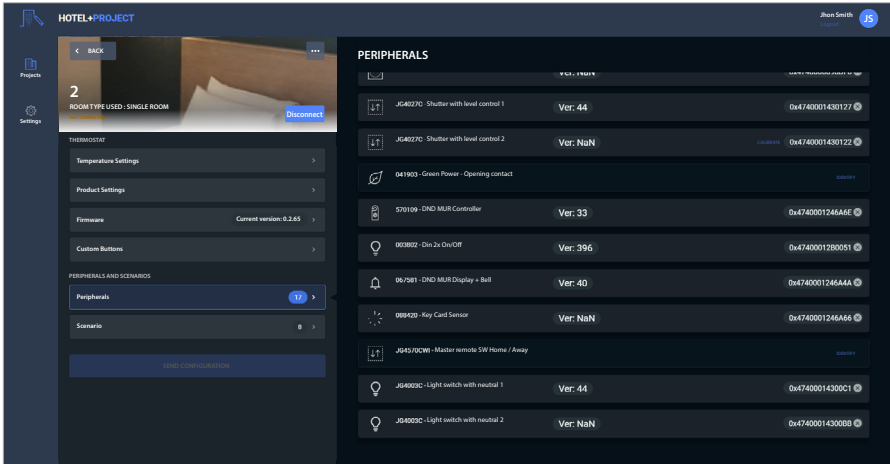 HOTEL+PROJECT
Jhon Smith
Logout
JS
Projects
Settings
BACK
2
ROOM TYPE USED : SINGLE ROOM
Disconnect
THERMOSTAT
Temperature Settings
Product Settings
Firmware Current version: 0.2.65
Custom Buttons
PERIPHERALS AND SCENARIOS
Peripherals 17
Scenario 8
SEND CONFIGURATION
PERIPHERALS
Ver: NaN
JG4027C - Shutter with level control 1 Ver: 44 0x4740001430127
JG4027C - Shutter with level control 2 Ver: NaN 0x4740001430122
041903 - Green Power - Opening contact IDENTIFY
570109 - DND MUR Controller Ver: 33 0x4740001246A6E
003802 - Din 2x On/Off Ver: 396 0x47400012B0051
067581 - DND MUR Display + Bell Ver: 40 0x4740001246A4A
088420 - Key Card Sensor Ver: NaN 0x4740001246A66
JG4570CWI - Master remote SW Home / Away IDENTIFY
JG4003C - Light switch with neutral 1 Ver: 44 0x47400014300C1
JG4003C - Light switch with neutral 2 Ver: NaN 0x47400014300BB